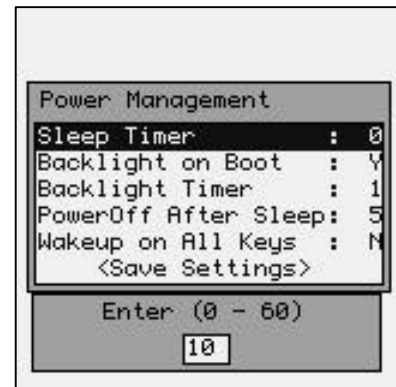 Power Management
Sleep Timer : 0
Backlight on Boot : Y
Backlight Timer : 1
PowerOff After Sleep: 5
Wakeup on All Keys : N
<Save Settings>
Enter (0 - 60)
10